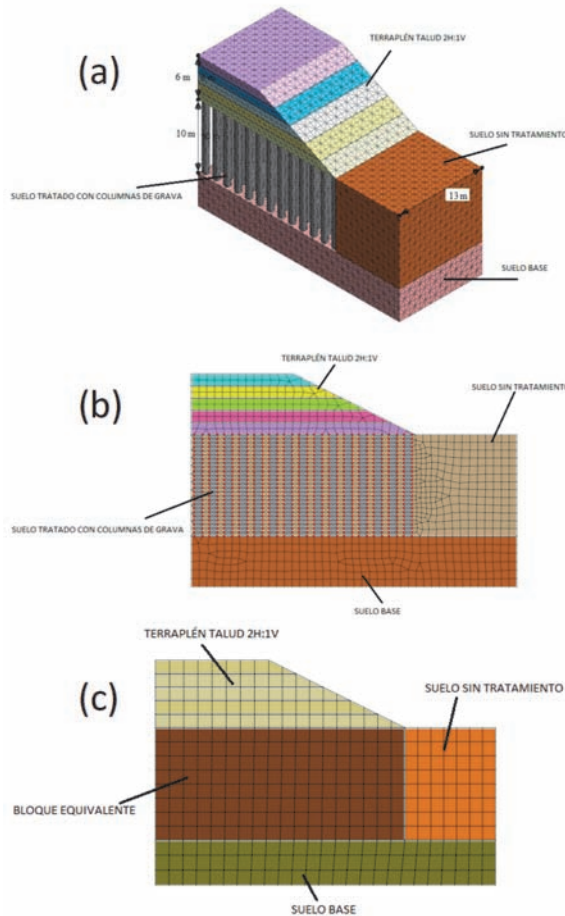 (a)
TERRAPLÉN TALUD 2H:1V
6 m
10 m
SUELO SIN TRATAMIENTO
SUELO TRATADO CON COLUMNAS DE GRAVA
13 m
SUELO BASE
(b)
TERRAPLÉN TALUD 2H:1V
SUELO SIN TRATAMIENTO
SUELO TRATADO CON COLUMNAS DE GRAVA
SUELO BASE
TERRAPLÉN TALUD 2H:1V
(c)
SUELO SIN TRATAMIENTO
BLOQUE EQUIVALENTE
SUELO BASE